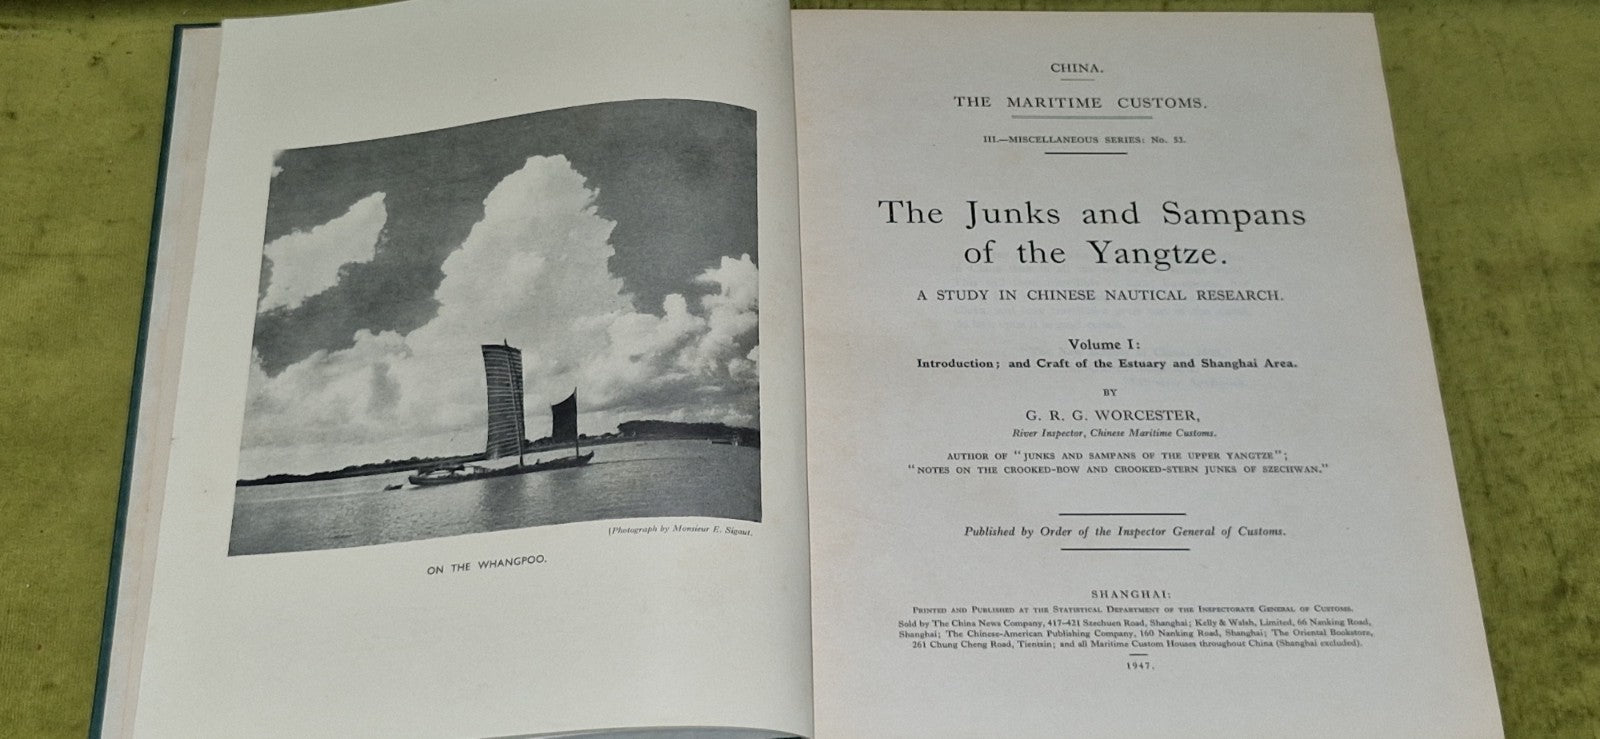 [Photograph by Monsieur E. Sigaut.
ON THE WHANGPOO.
CHINA.
THE MARITIME CUSTOMS.
III.—MISCELLANEOUS SERIES: No. 53.
The Junks and Sampans
of the Yangtze.
A STUDY IN CHINESE NAUTICAL RESEARCH.
Volume I:
Introduction; and Craft of the Estuary and Shanghai Area.
BY
G. R. G. WORCESTER,
River Inspector, Chinese Maritime Customs.
AUTHOR OF "JUNKS AND SAMPANS OF THE UPPER YANGTZE";
"NOTES ON THE CROOKED-BOW AND CROOKED-STERN JUNKS OF SZECHWAN."
Published by Order of the Inspector General of Customs.
SHANGHAI:
PRINTED AND PUBLISHED AT THE STATISTICAL DEPARTMENT OF THE INSPECTORATE GENERAL OF CUSTOMS.
Sold by The China News Company, 417-421 Szechuen Road, Shanghai; Kelly & Walsh, Limited, 66 Nanking Road,
Shanghai; The Chinese-American Publishing Company, 160 Nanking Road, Shanghai; The Oriental Bookstore,
261 Chung Cheng Road, Tientsin; and all Maritime Custom Houses throughout China (Shanghai excluded).
1947.